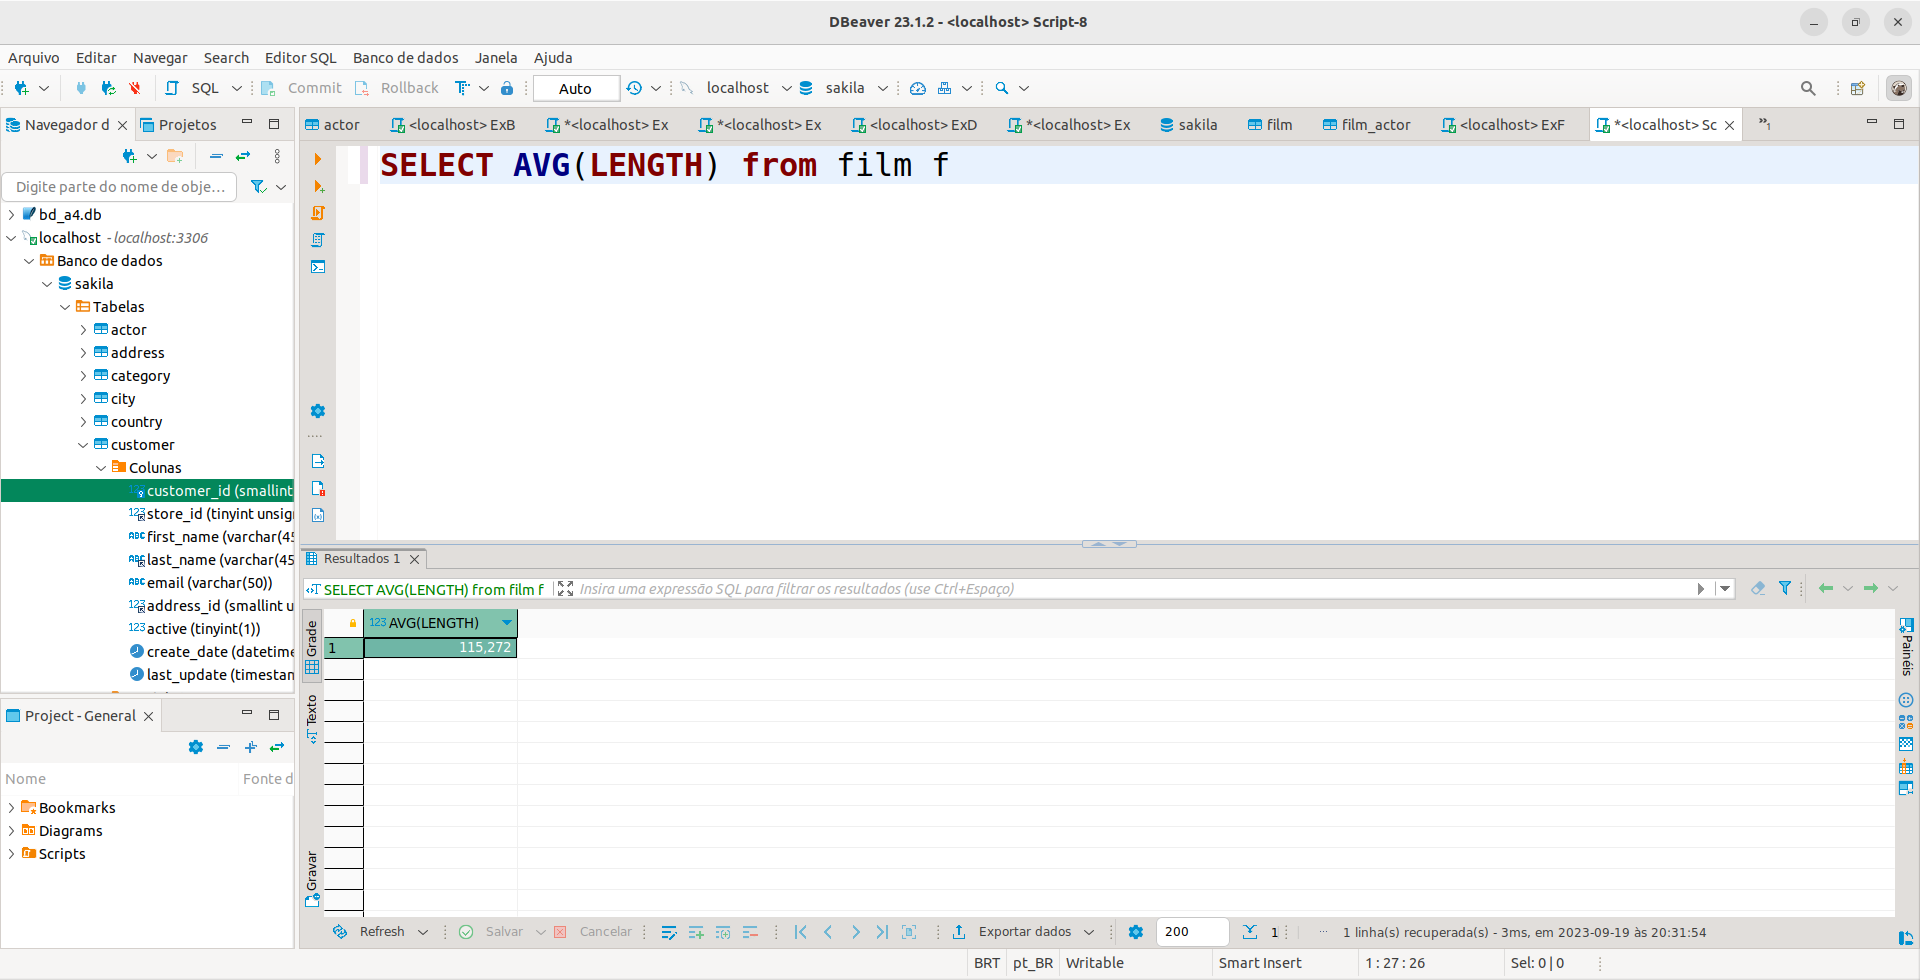 DBeaver 23.1.2 - <localhost> Script-8
Arquivo Editar Navegar Search Editor SQL Banco de dados Janela Ajuda
SQL Commit Rollback Auto localhost sakila
Navegador d Projetos
actor <localhost> ExB *<localhost> Ex *<localhost> Ex <localhost> ExD *<localhost> Ex sakila film film_actor <localhost> ExF *<localhost> Sc »1
Digite parte do nome de obje...
bd_a4.db
localhost - localhost:3306
Banco de dados
sakila
Tabelas
actor
address
category
city
country
customer
Colunas
customer_id (smallint
store_id (tinyint unsig
first_name (varchar(45
last_name (varchar(45
email (varchar(50))
address_id (smallint u
active (tinyint(1))
create_date (datetime
last_update (timestan
Project - General
Nome Fonte d
Bookmarks
Diagrams
Scripts
SELECT AVG(LENGTH) from film f
Resultados 1
SELECT AVG(LENGTH) from film f Insira uma expressão SQL para filtrar os resultados (use Ctrl+Espaço)
Grade
Texto
Gravar
123 AVG(LENGTH)
1 115,272
Painéis
Refresh Salvar Cancelar Exportar dados 200 1 1 linha(s) recuperada(s) - 3ms, em 2023-09-19 às 20:31:54
BRT pt_BR Writable Smart Insert 1 : 27 : 26 Sel: 0 | 0